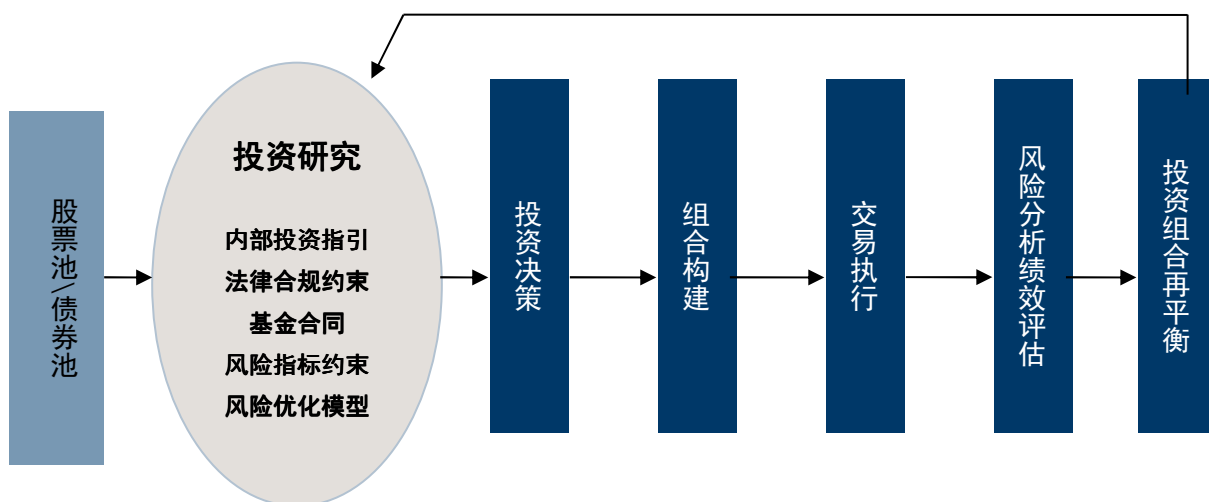 股票池/债券池
投资研究
内部投资指引
法律合规约束
基金合同
风险指标约束
风险优化模型
投资决策
组合构建
交易执行
风险分析绩效评估
投资组合再平衡